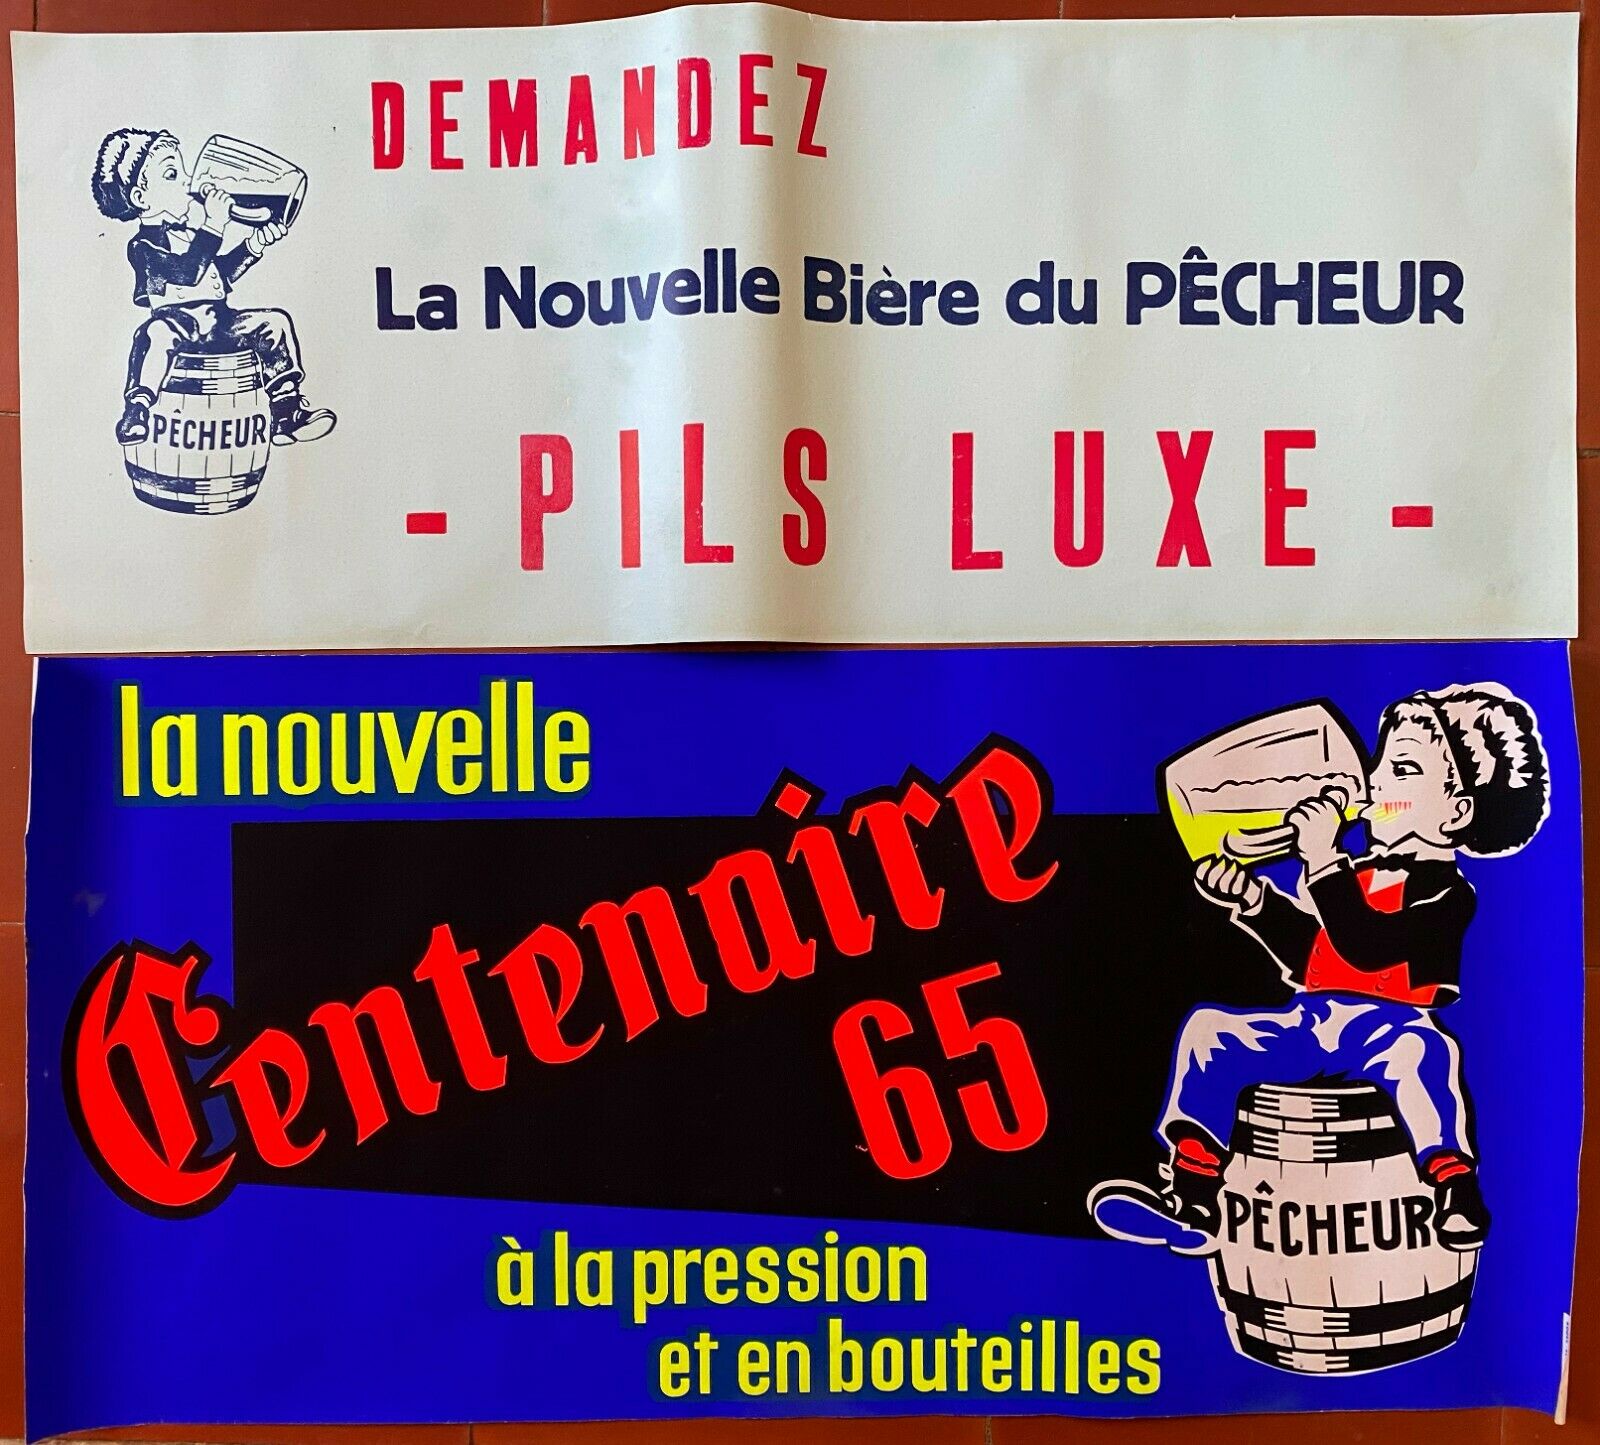 DEMANDEZ
La Nouvelle Bière du PÊCHEUR
PÊCHEUR
- PILS LUXE -
la nouvelle
Centenaire
65
PÊCHEUR
à la pression
et en bouteilles